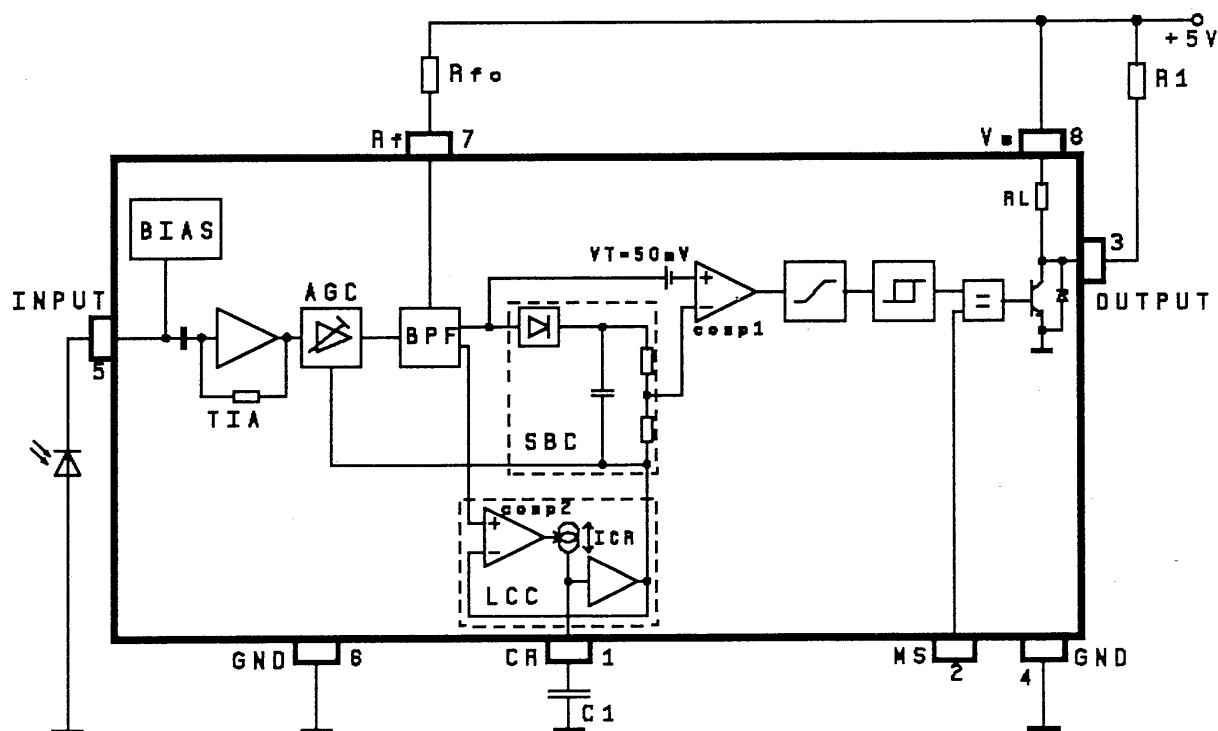 +5V
Rfo
R1
Rf 7
Vs 8
RL
BIAS
3
VT=50mV
INPUT
AGC
OUTPUT
BPF
+
−
=
comp1
5
TIA
SBC
comp2
+
−
ICR
LCC
GND 6
CR 1
MS 2
4 GND
C1